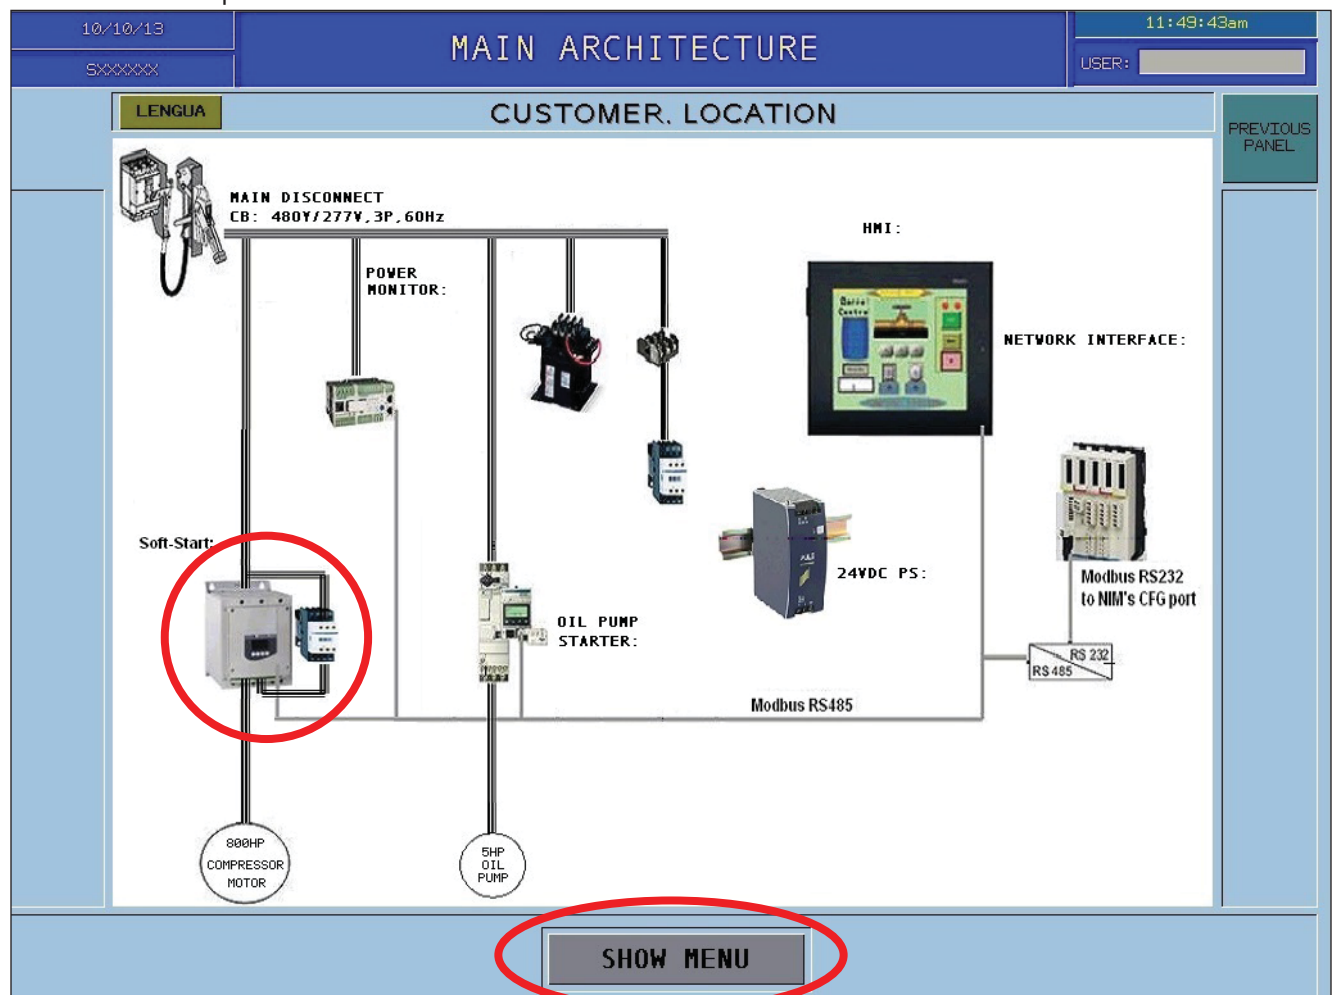 10/10/13
SXXXXXX
MAIN ARCHITECTURE
11:49:43am
USER:
LENGUA
CUSTOMER. LOCATION
PREVIOUS
PANEL
MAIN DISCONNECT
CB: 480V/277V,3P,60Hz
POWER
MONITOR:
HMI:
NETWORK INTERFACE:
Soft-Start:
24VDC PS:
Modbus RS232
to NIM's CFG port
OIL PUMP
STARTER:
RS 232
RS 485
Modbus RS485
800HP
COMPRESSOR
MOTOR
5HP
OIL
PUMP
SHOW MENU